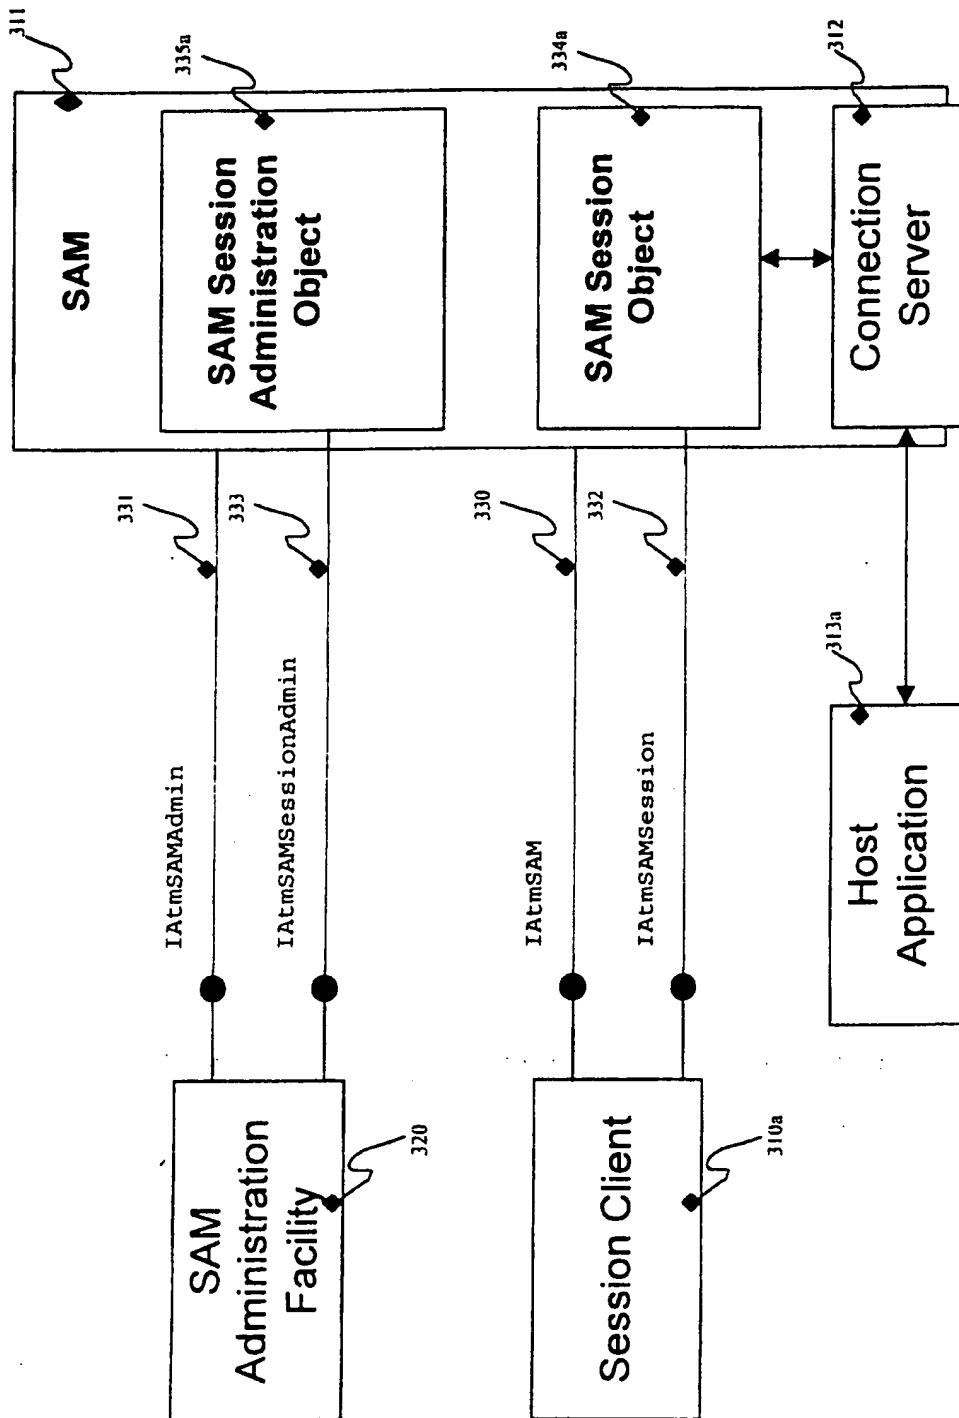 311
SAM
335a
SAM Session
Administration
Object
334a
SAM Session
Object
312
Connection
Server
331
333
330
332
IAtmSAMAdmin
IAtmSAMSessionAdmin
IAtmSAM
IAtmSAMSession
313a
Host
Application
SAM
Administration
Facility
320
Session Client
310a